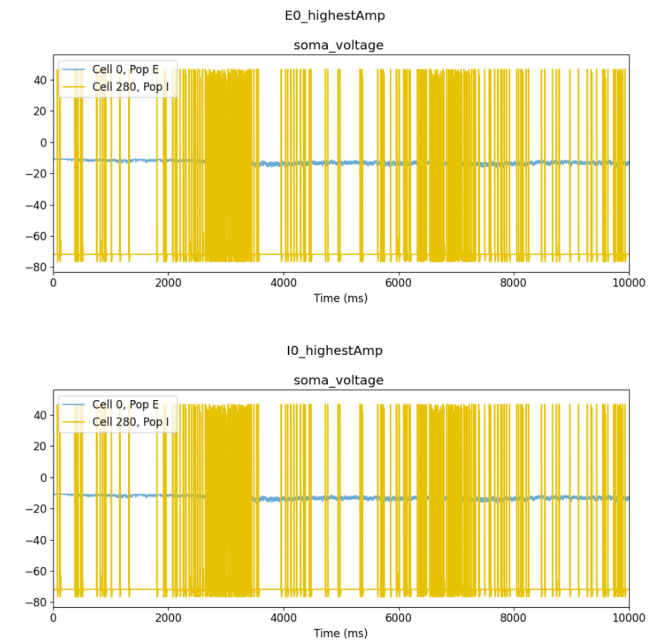 E0_highestAmp
soma_voltage
Cell 0, Pop E
Cell 280, Pop I
40
20
0
−20
−40
−60
−80
0 2000 4000 6000 8000 10000
Time (ms)
I0_highestAmp
soma_voltage
Cell 0, Pop E
Cell 280, Pop I
40
20
0
−20
−40
−60
−80
0 2000 4000 6000 8000 10000
Time (ms)